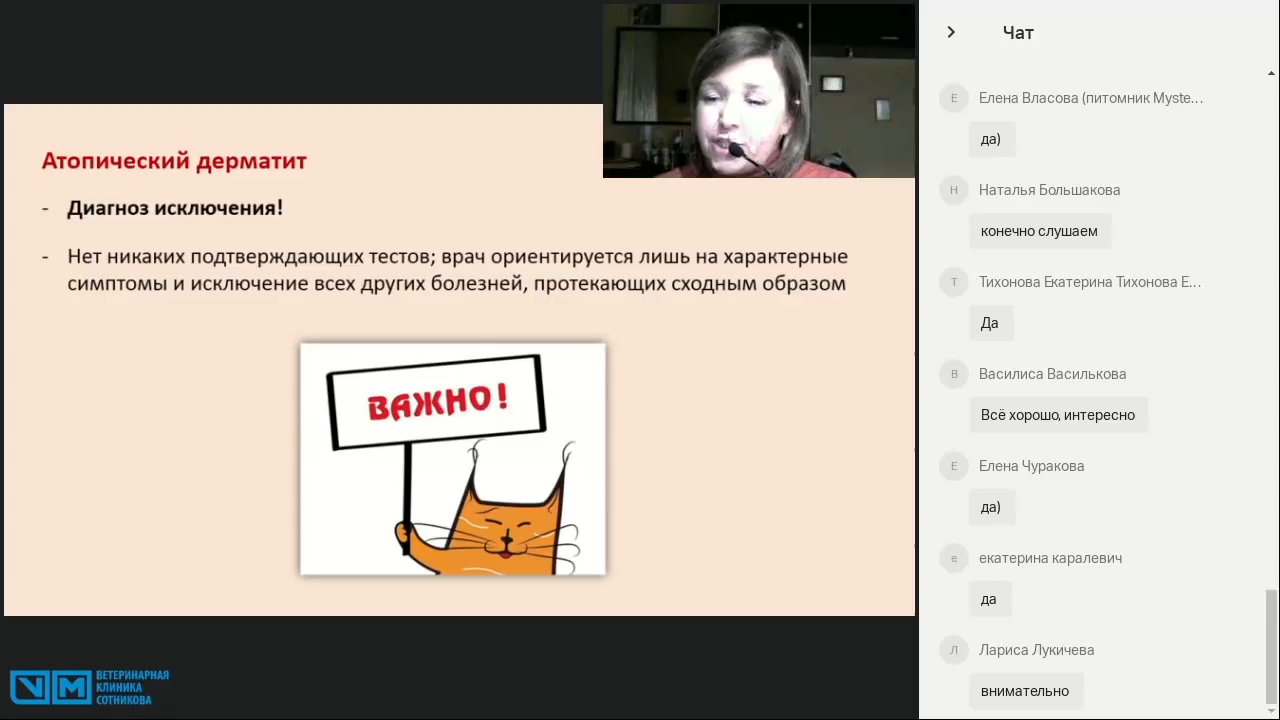 Атопический дерматит
- Диагноз исключения!
- Нет никаких подтверждающих тестов; врач ориентируется лишь на характерные
симптомы и исключение всех других болезней, протекающих сходным образом
ВАЖНО!
VM
ВЕТЕРИНАРНАЯ
КЛИНИКА
СОТНИКОВА
Чат
Е
Елена Власова (питомник Myste...
да)
Н
Наталья Большакова
конечно слушаем
Т
Тихонова Екатерина Тихонова Е...
Да
В
Василиса Василькова
Всё хорошо, интересно
Е
Елена Чуракова
да)
е
екатерина каралевич
да
Л
Лариса Лукичева
внимательно